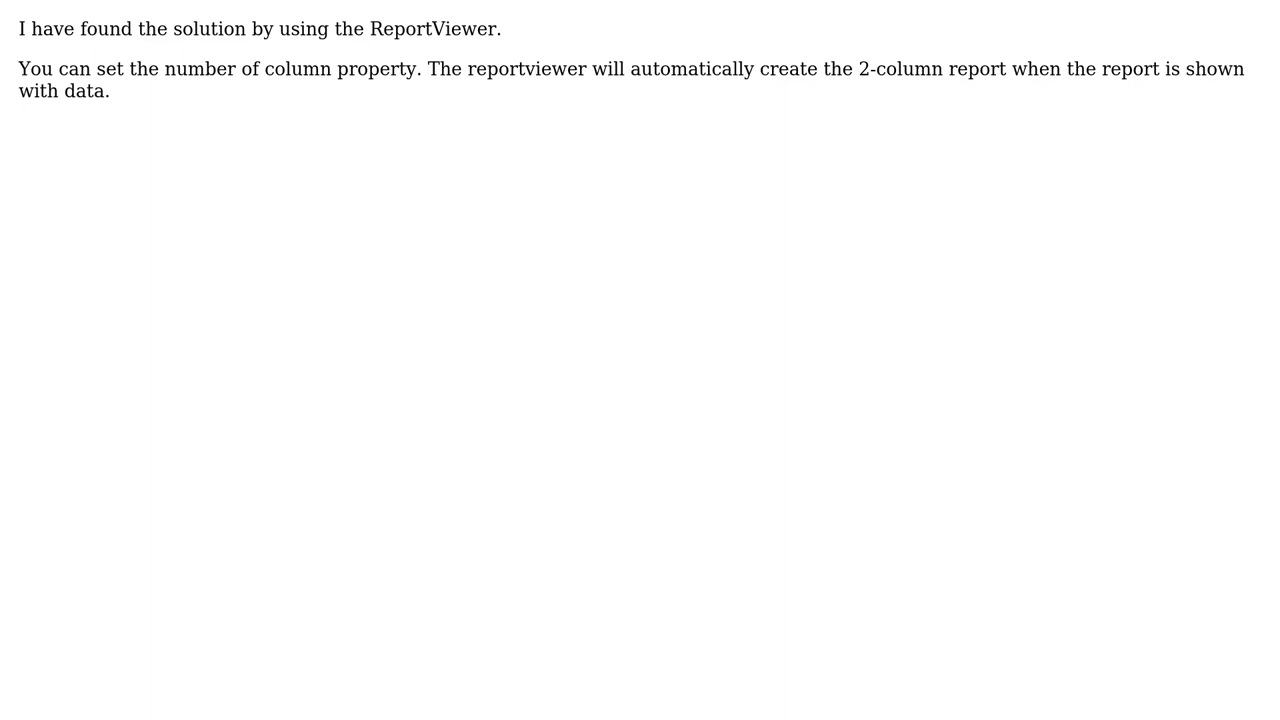 I have found the solution by using the ReportViewer.
You can set the number of column property. The reportviewer will automatically create the 2-column report when the report is shown
with data.